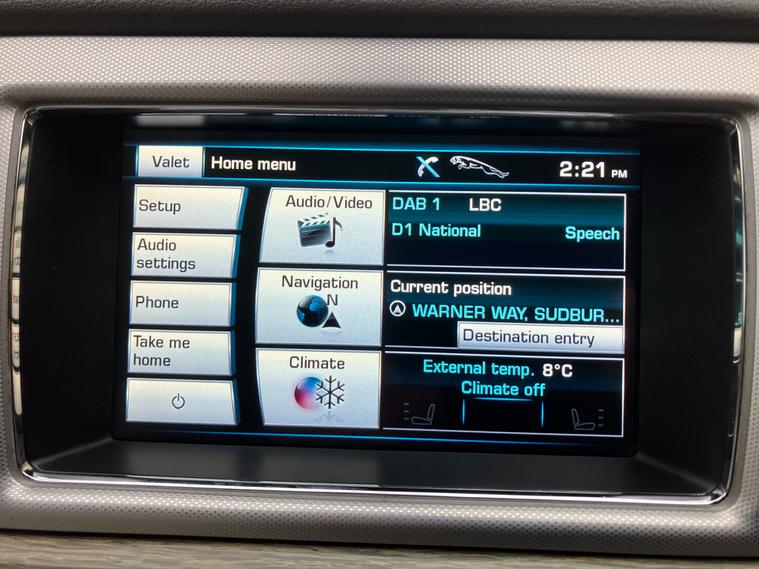 Valet Home menu 2:21 PM
Setup
Audio
settings
Phone
Take me
home
Audio/Video
Navigation
N
Climate
DAB 1 LBC
D1 National Speech
Current position
WARNER WAY, SUDBUR...
Destination entry
External temp. 8°C
Climate off